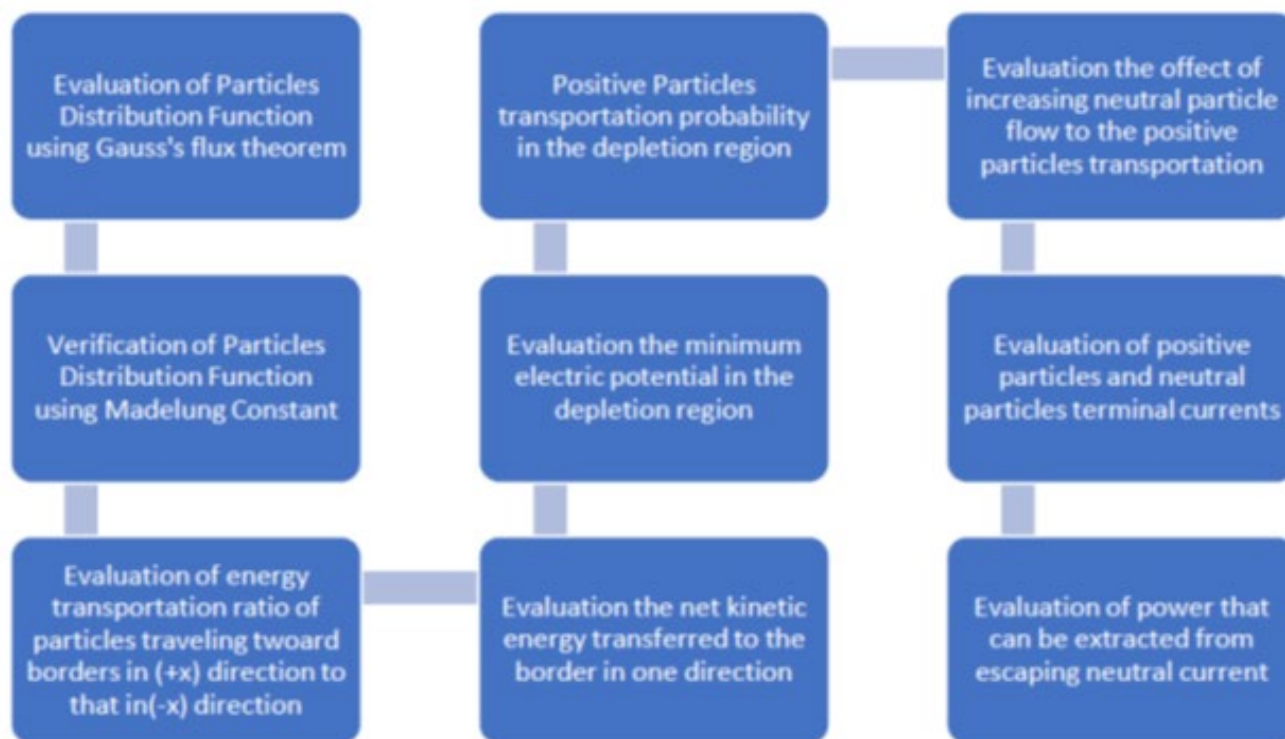 Evaluation of Particles
Distribution Function
using Gauss's flux theorem
Verification of Particles
Distribution Function
using Madelung Constant
Evaluation of energy
transportation ratio of
particles traveling twoard
borders in (+x) direction to
that in(-x) direction
Evaluation the net kinetic
energy transferred to the
border in one direction
Evaluation the minimum
electric potential in the
depletion region
Positive Particles
transportation probability
in the depletion region
Evaluation the offect of
increasing neutral particle
flow to the positive
particles transportation
Evaluation of positive
particles and neutral
particles terminal currents
Evaluation of power that
can be extracted from
escaping neutral current